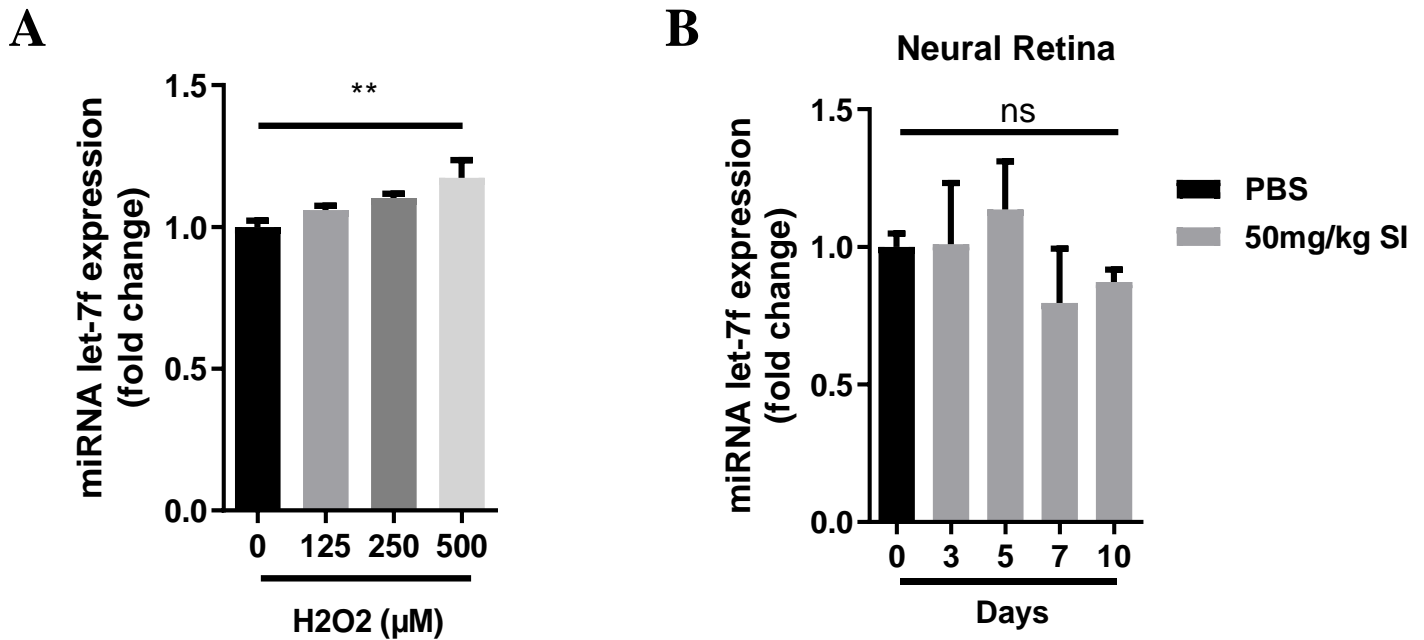 A
miRNA let-7f expression
(fold change)
1.5
1.0
0.5
0.0
**
0 125 250 500
H2O2 (µM)
B
Neural Retina
miRNA let-7f expression
(fold change)
1.5
1.0
0.5
0.0
ns
0 3 5 7 10
Days
PBS
50mg/kg SI